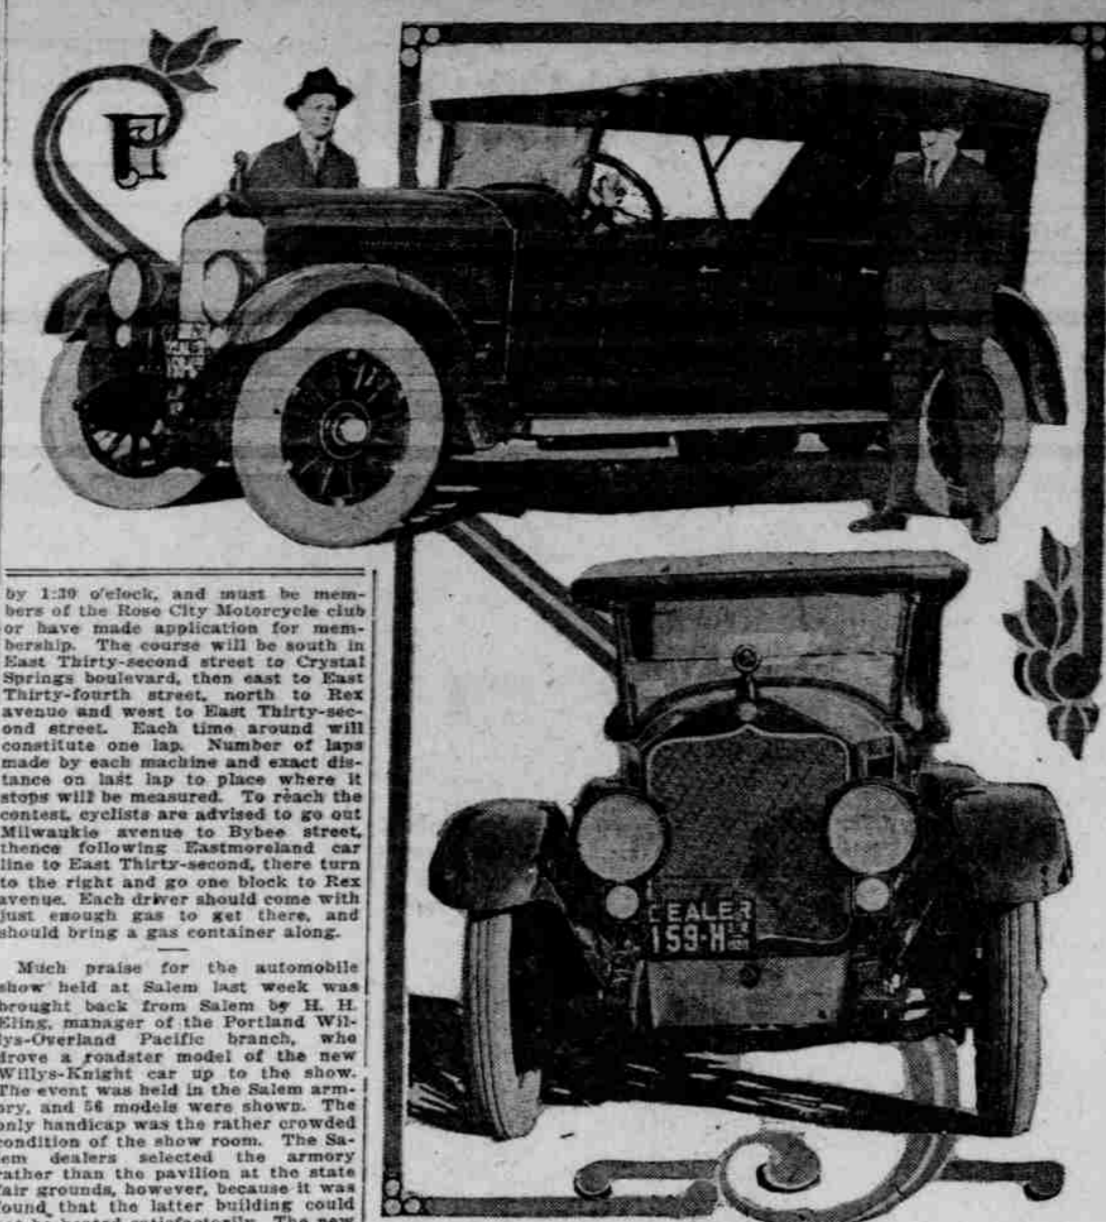 DEALER
by 1:30 o'clock, and must be mem-
bers of the Rose City Motorcycle club
or have made application for mem-
bership. The course will be south in
East Thirty-second street to Crystal
Springs boulevard, then east to East
Thirty-fourth street, north to Rex
avenue and west to East Thirty-sec-
ond street. Each time around will
constitute one lap. Number of laps
made by each machine and exact dis-
tance on last lap to place where it
stops will be measured. To reach the
contest, cyclists are advised to go out
Milwaukie avenue to Bybee street,
thence following Eastmoreland car
line to East Thirty-second, there turn
to the right and go one block to Rex
avenue. Each driver should come with
just enough gas to get there, and
should bring a gas container along.
Much praise for the automobile
show held at Salem last week was
brought back from Salem by H. H.
Eling, manager of the Portland Wil-
lys-Overland Pacific branch, who
drove a roadster model of the new
Willys-Knight car up to the show.
The event was held in the Salem arm-
ory, and 56 models were shown. The
only handicap was the rather crowded
condition of the show room. The Sa-
lem dealers selected the armory
rather than the pavilion at the state
fair grounds, however, because it was
found that the latter building could
not be heated satisfactorily. The new
DEALER
159-H